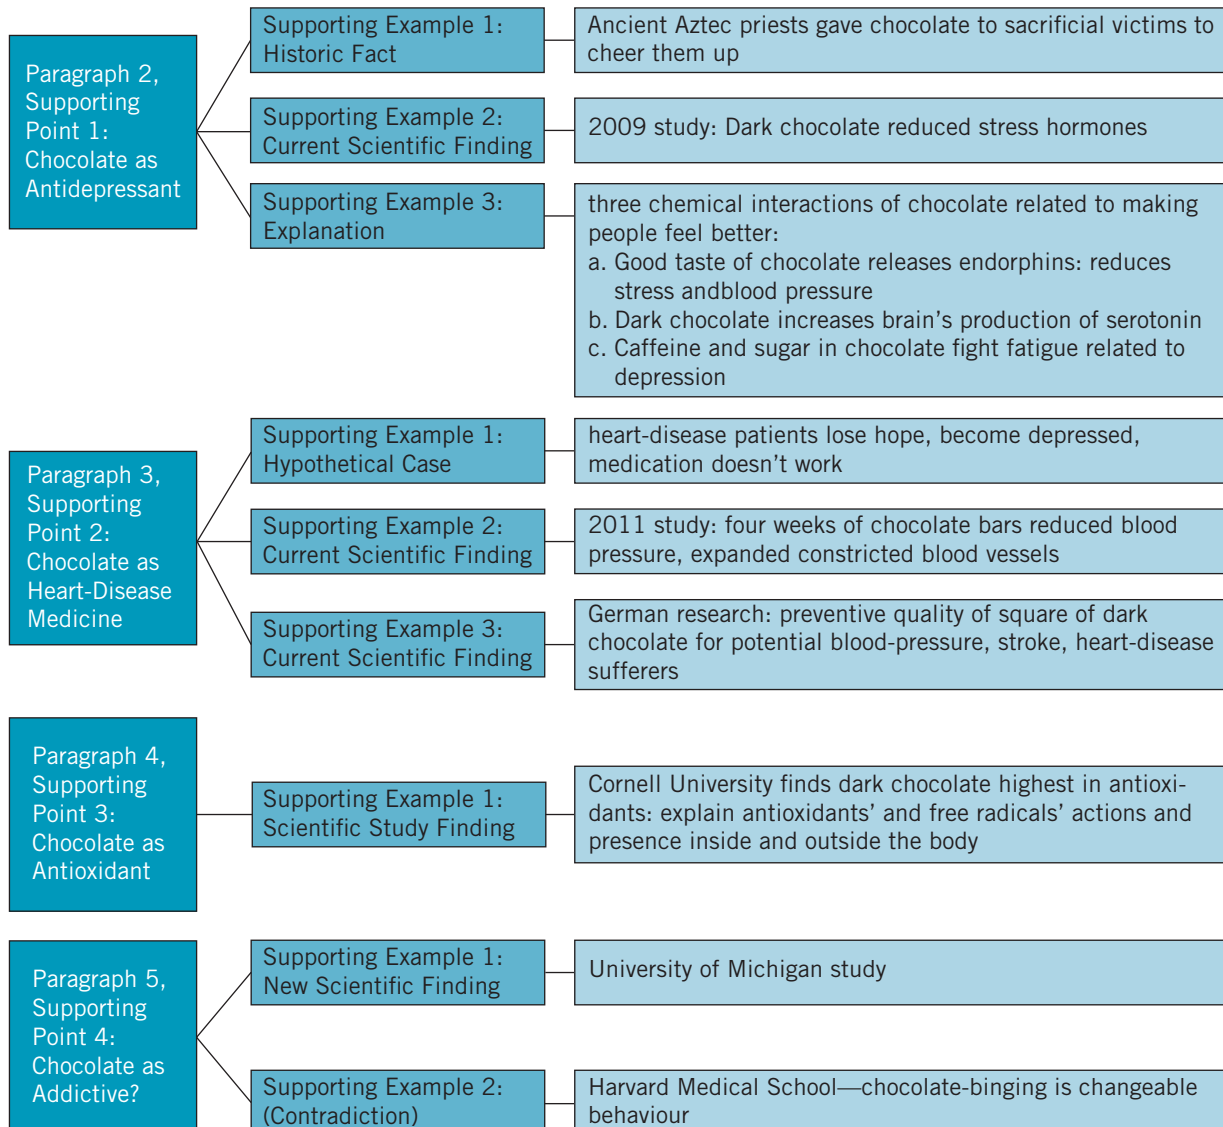 Paragraph 2,
Supporting
Point 1:
Chocolate as
Antidepressant
Supporting Example 1:
Historic Fact
Ancient Aztec priests gave chocolate to sacrificial victims to
cheer them up
Supporting Example 2:
Current Scientific Finding
2009 study: Dark chocolate reduced stress hormones
Supporting Example 3:
Explanation
three chemical interactions of chocolate related to making
people feel better:
a. Good taste of chocolate releases endorphins: reduces
stress andblood pressure
b. Dark chocolate increases brain’s production of serotonin
c. Caffeine and sugar in chocolate fight fatigue related to
depression
Paragraph 3,
Supporting
Point 2:
Chocolate as
Heart-Disease
Medicine
Supporting Example 1:
Hypothetical Case
heart-disease patients lose hope, become depressed,
medication doesn’t work
Supporting Example 2:
Current Scientific Finding
2011 study: four weeks of chocolate bars reduced blood
pressure, expanded constricted blood vessels
Supporting Example 3:
Current Scientific Finding
German research: preventive quality of square of dark
chocolate for potential blood-pressure, stroke, heart-disease
sufferers
Paragraph 4,
Supporting
Point 3:
Chocolate as
Antioxidant
Supporting Example 1:
Scientific Study Finding
Cornell University finds dark chocolate highest in antioxi-
dants: explain antioxidants’ and free radicals’ actions and
presence inside and outside the body
Paragraph 5,
Supporting
Point 4:
Chocolate as
Addictive?
Supporting Example 1:
New Scientific Finding
University of Michigan study
Supporting Example 2:
(Contradiction)
Harvard Medical School—chocolate-binging is changeable
behaviour